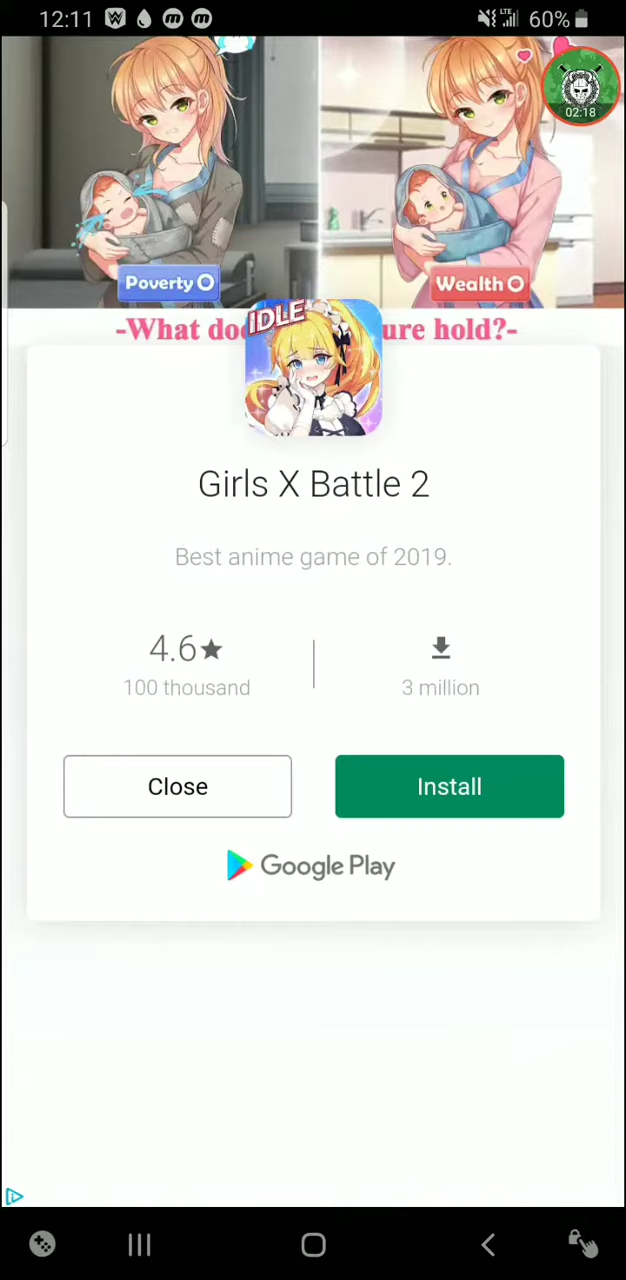 12:11
LTE
60%
02:18
Poverty
Wealth
-What do ure hold?-
IDLE
Girls X Battle 2
Best anime game of 2019.
4.6★
100 thousand
3 million
Close
Install
Google Play